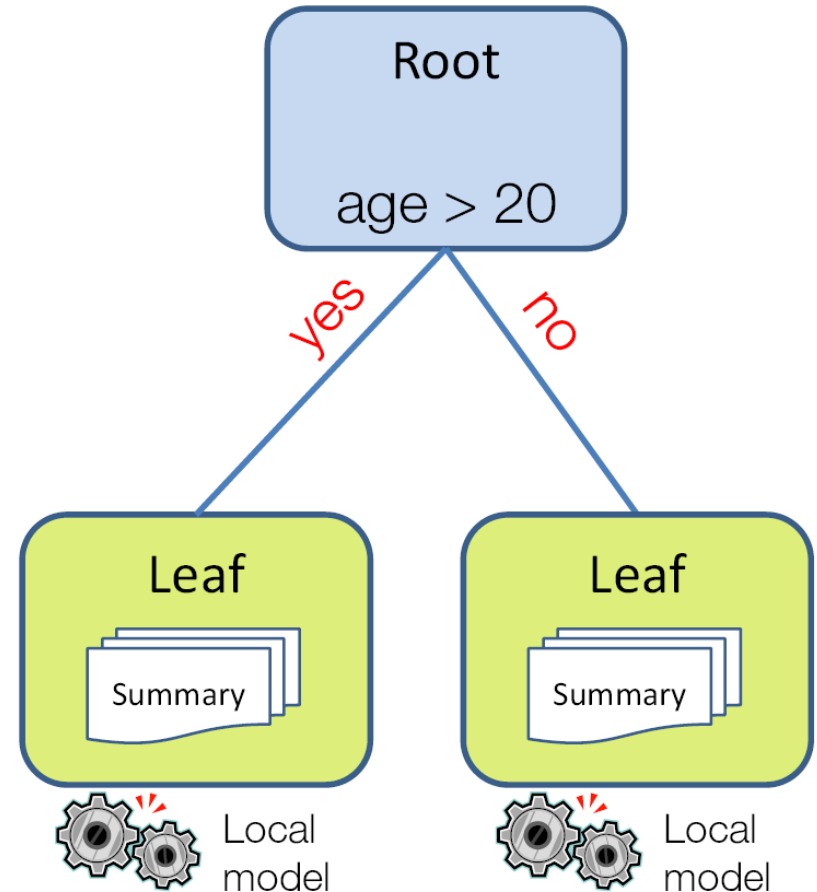 Root
age > 20
yes
no
Leaf
Leaf
Summary
Summary
Local
model
Local
model